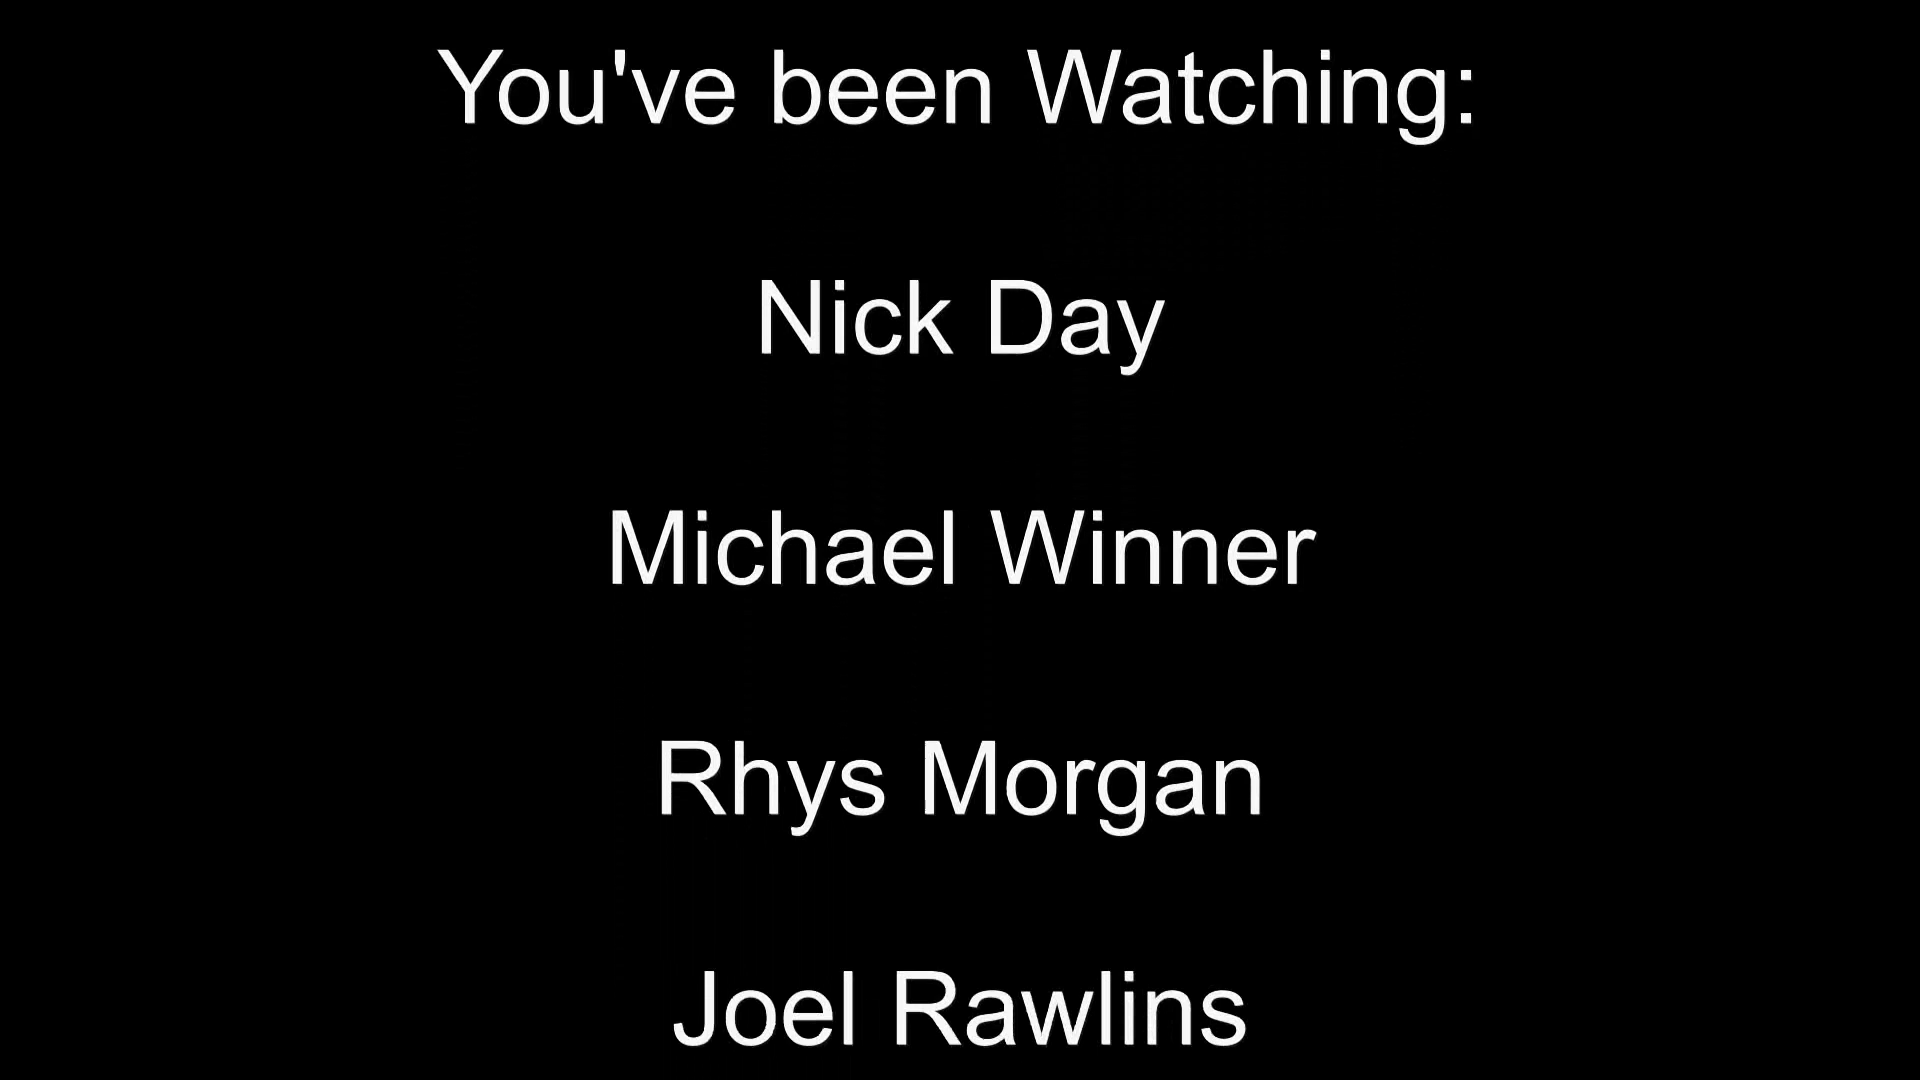 You've been Watching:
Nick Day
Michael Winner
Rhys Morgan
Joel Rawlins